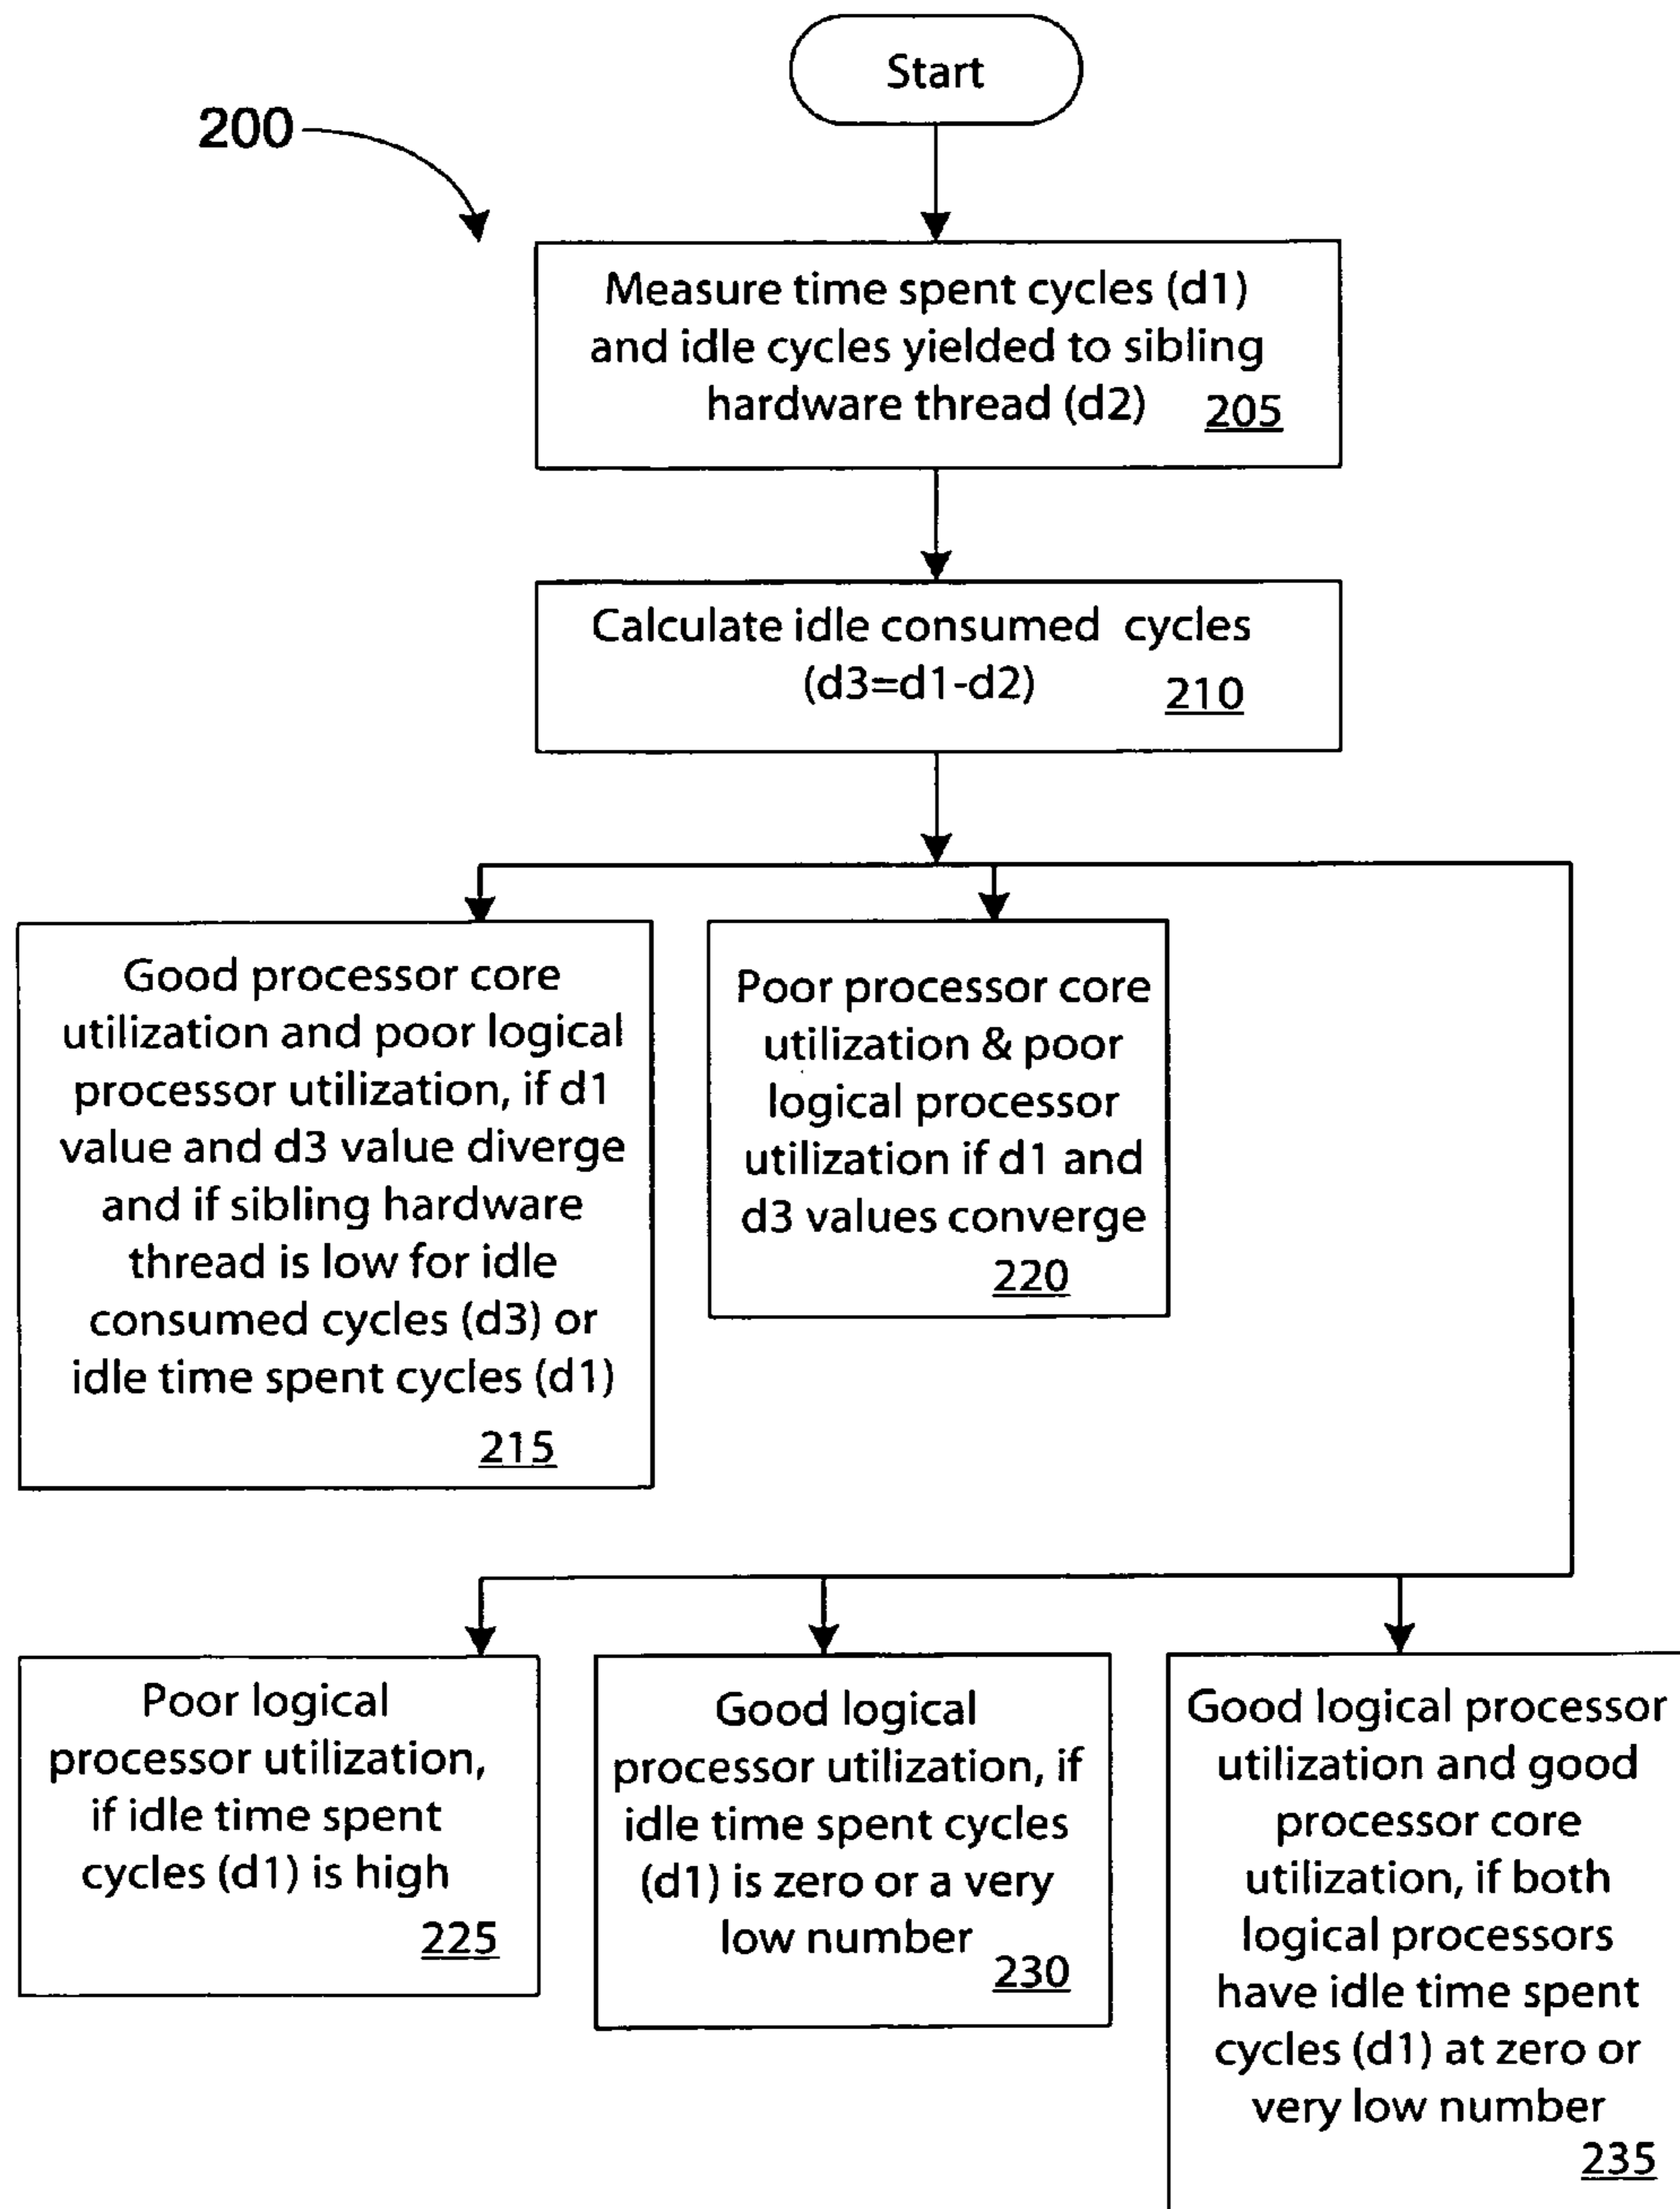 Start
200
Measure time spent cycles (d1)
and idle cycles yielded to sibling
hardware thread (d2) 205
Calculate idle consumed cycles
(d3=d1-d2) 210
Good processor core
utilization and poor logical
processor utilization, if d1
value and d3 value diverge
and if sibling hardware
thread is low for idle
consumed cycles (d3) or
idle time spent cycles (d1)
215
Poor processor core
utilization & poor
logical processor
utilization if d1 and
d3 values converge
220
Poor logical
processor utilization,
if idle time spent
cycles (d1) is high
225
Good logical
processor utilization, if
idle time spent cycles
(d1) is zero or a very
low number 230
Good logical processor
utilization and good
processor core
utilization, if both
logical processors
have idle time spent
cycles (d1) at zero or
very low number
235